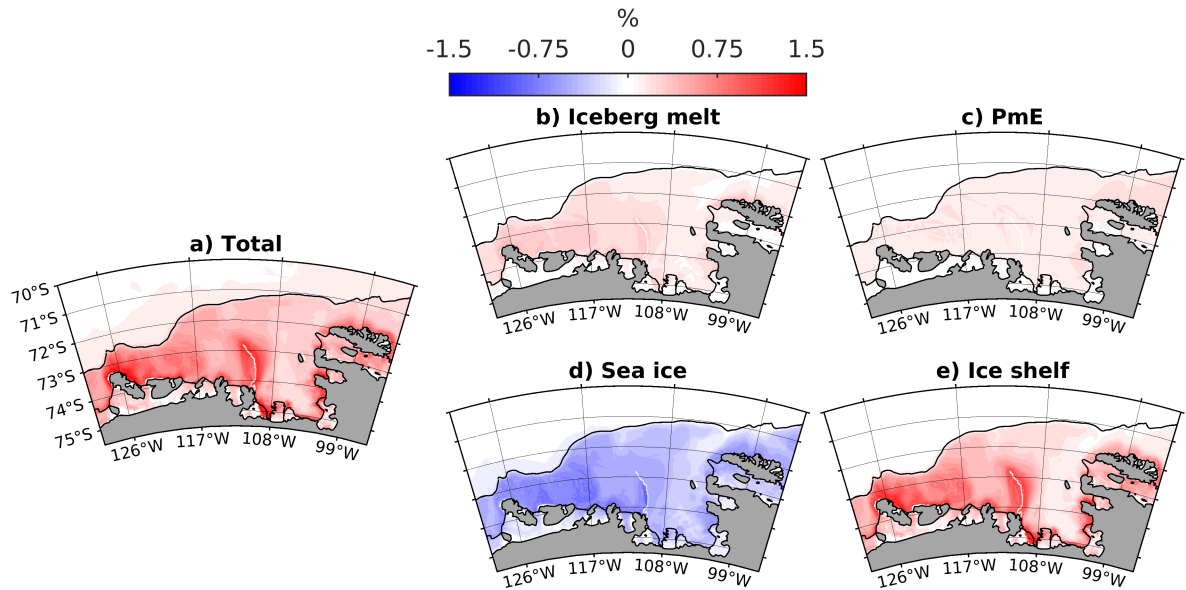 %
-1.5 -0.75 0 0.75 1.5
b) Iceberg melt
c) PmE
126°W 117°W 108°W 99°W
126°W 117°W 108°W 99°W
a) Total
70°S
71°S
72°S
73°S
74°S
75°S
126°W 117°W 108°W 99°W
d) Sea ice
e) Ice shelf
126°W 117°W 108°W 99°W
126°W 117°W 108°W 99°W